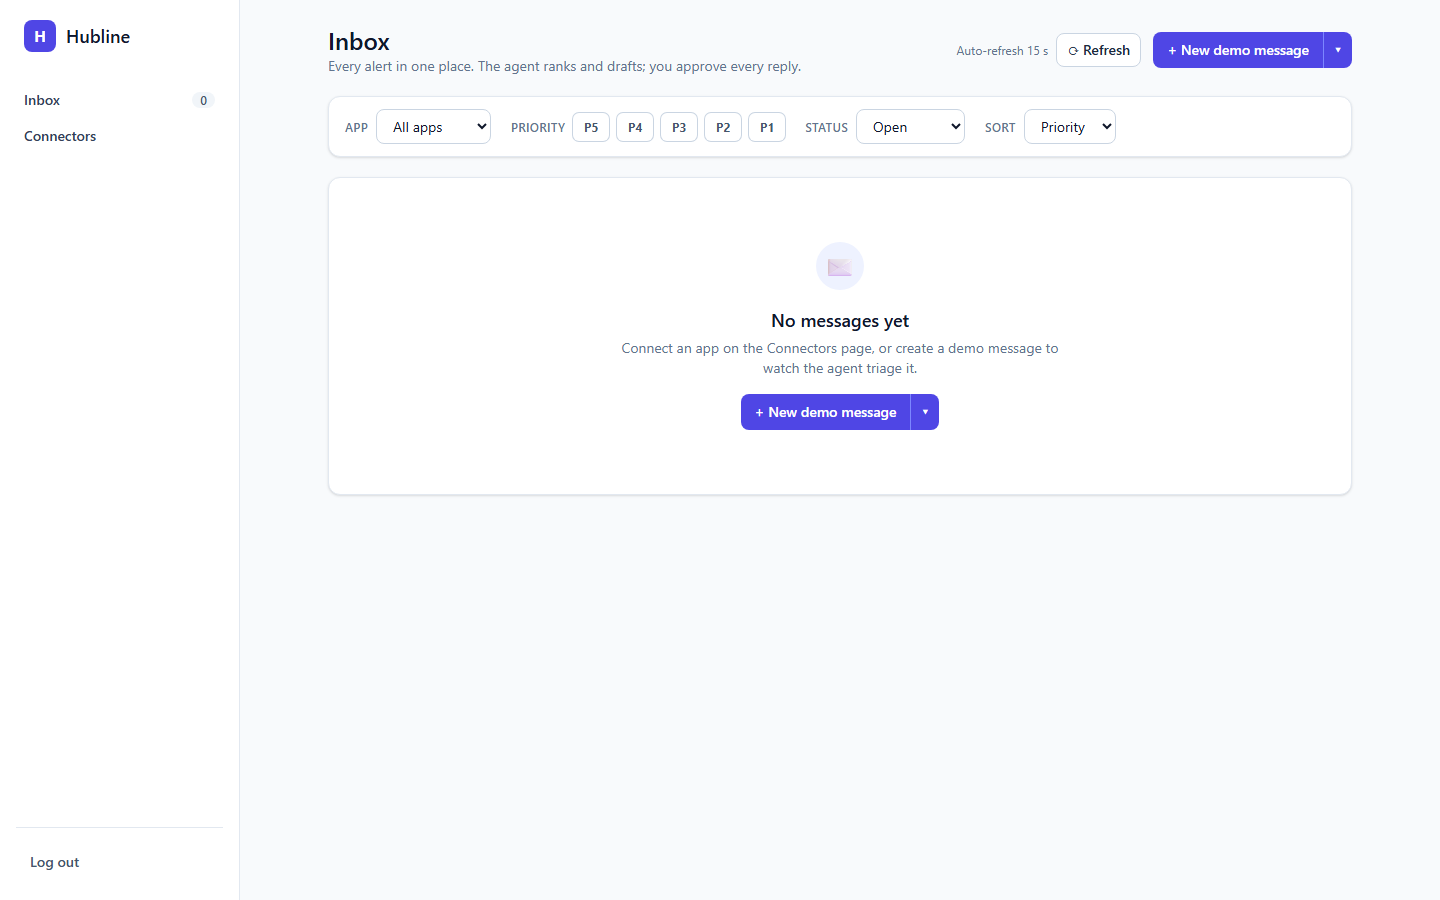 H Hubline
Inbox 0
Connectors
Log out
Inbox
Every alert in one place. The agent ranks and drafts; you approve every reply.
Auto-refresh 15 s
⟳ Refresh
+ New demo message ▾
APP All apps PRIORITY P5 P4 P3 P2 P1 STATUS Open SORT Priority
No messages yet
Connect an app on the Connectors page, or create a demo message to
watch the agent triage it.
+ New demo message ▾